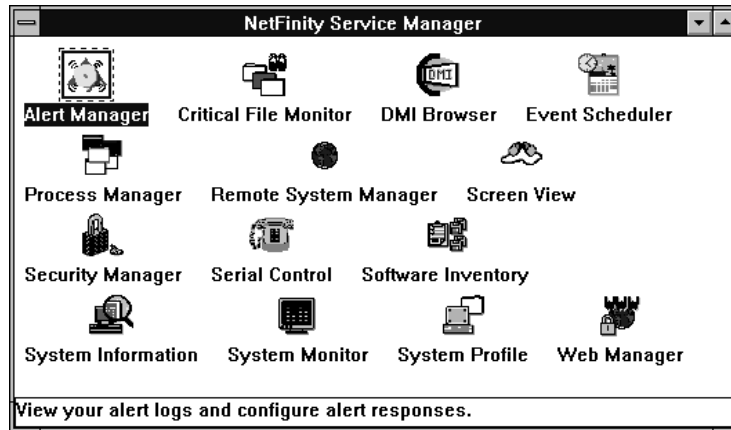 NetFinity Service Manager
Alert Manager Critical File Monitor DMI Browser Event Scheduler
DMI
Process Manager Remote System Manager Screen View
Security Manager Serial Control Software Inventory
System Information System Monitor System Profile Web Manager
View your alert logs and configure alert responses.